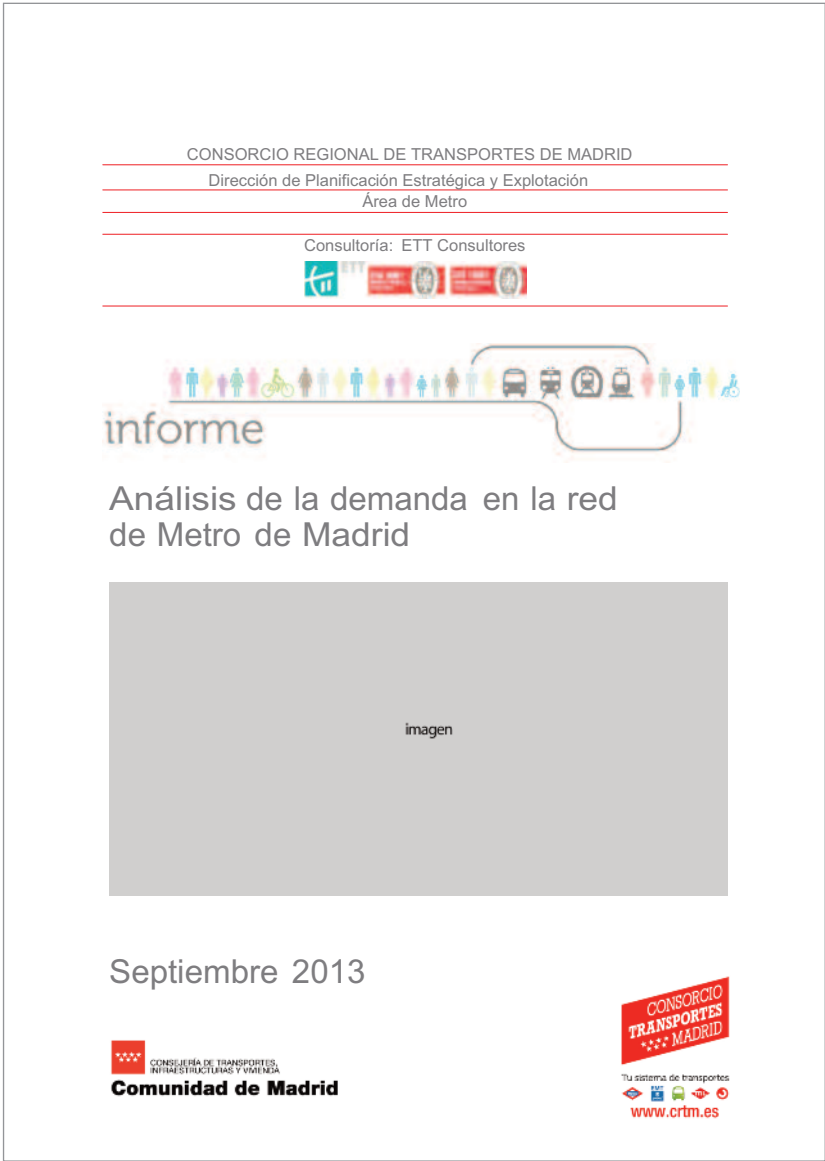 CONSORCIO REGIONAL DE TRANSPORTES DE MADRID
Dirección de Planificación Estratégica y Explotación
Área de Metro
Consultoría: ETT Consultores
ETT
informe
Análisis de la demanda en la red
de Metro de Madrid
imagen
Septiembre 2013
CONSORCIO
TRANSPORTES
MADRID
CONSEJERÍA DE TRANSPORTES,
INFRAESTRUCTURAS Y VIVIENDA
Comunidad de Madrid
Tu sistema de transportes
www.crtm.es